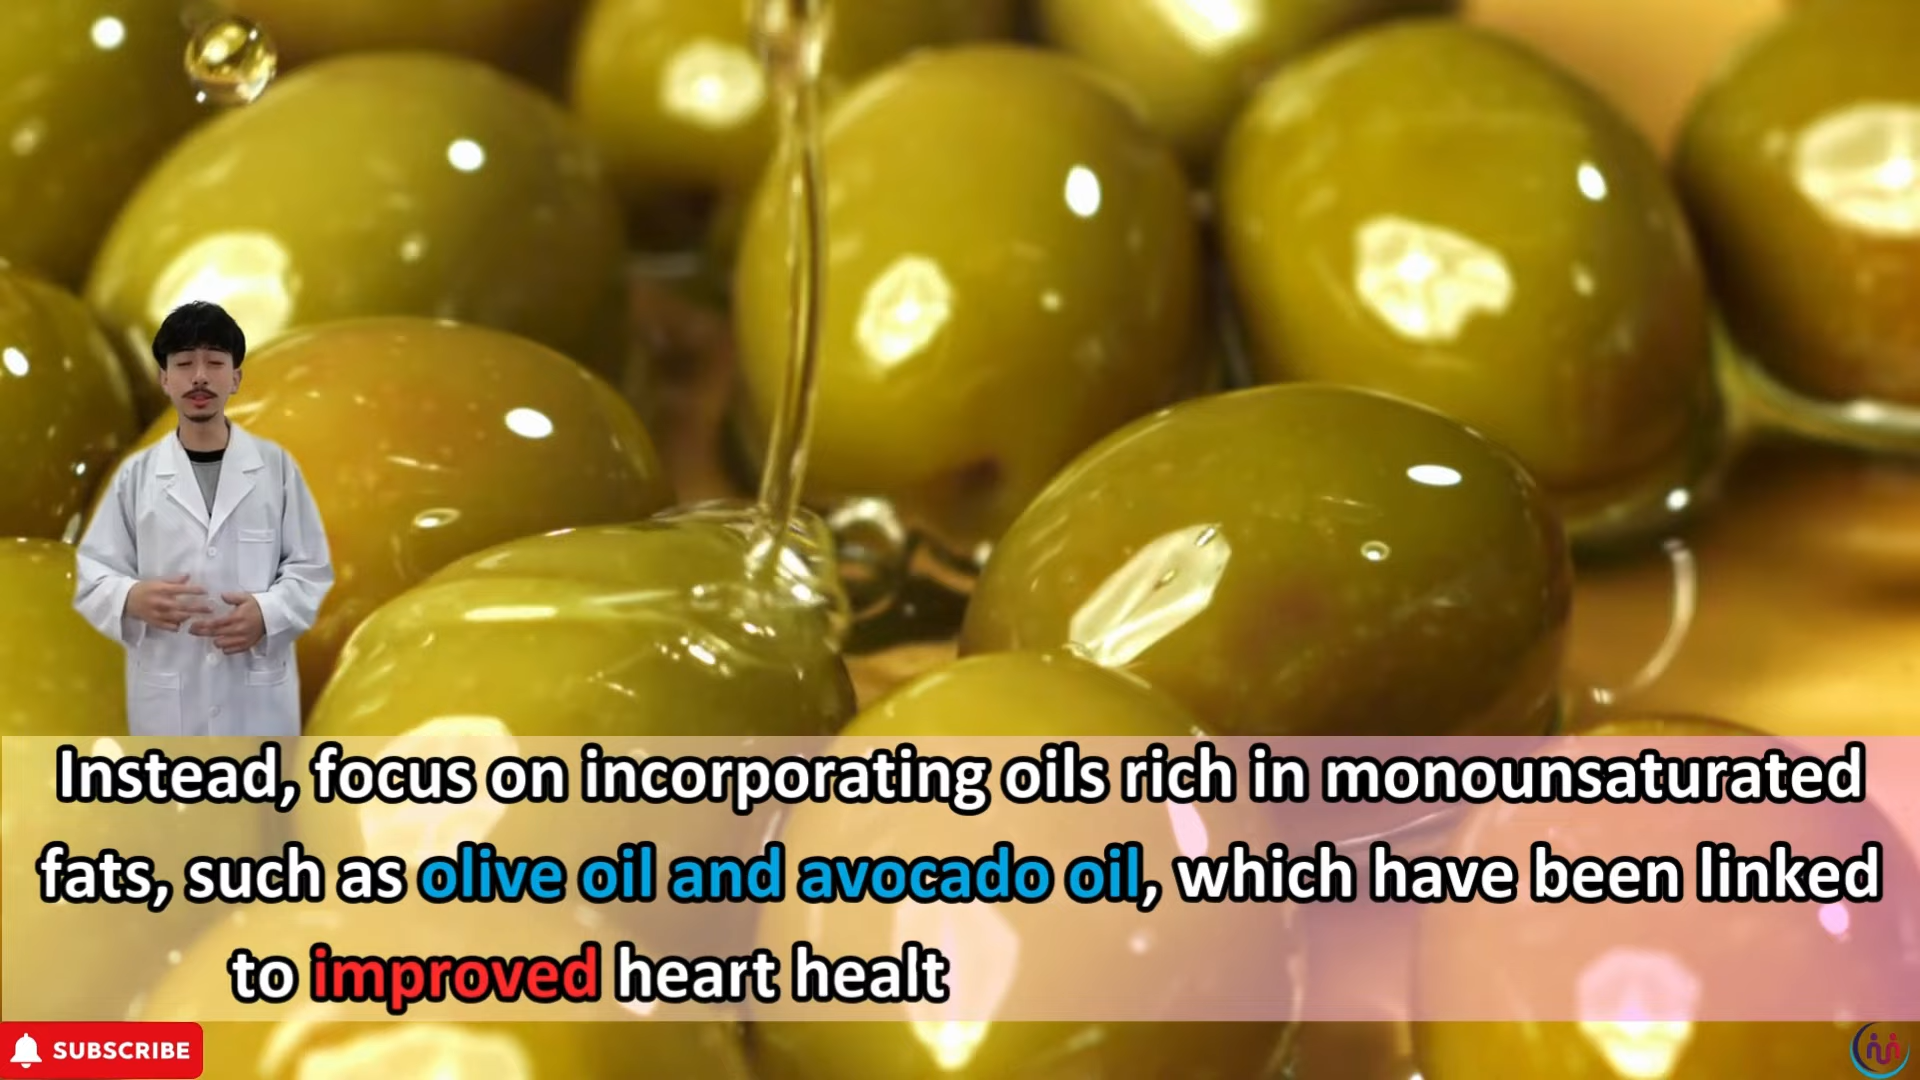 Instead, focus on incorporating oils rich in monounsaturated
fats, such as olive oil and avocado oil, which have been linked
to improved heart healt
SUBSCRIBE